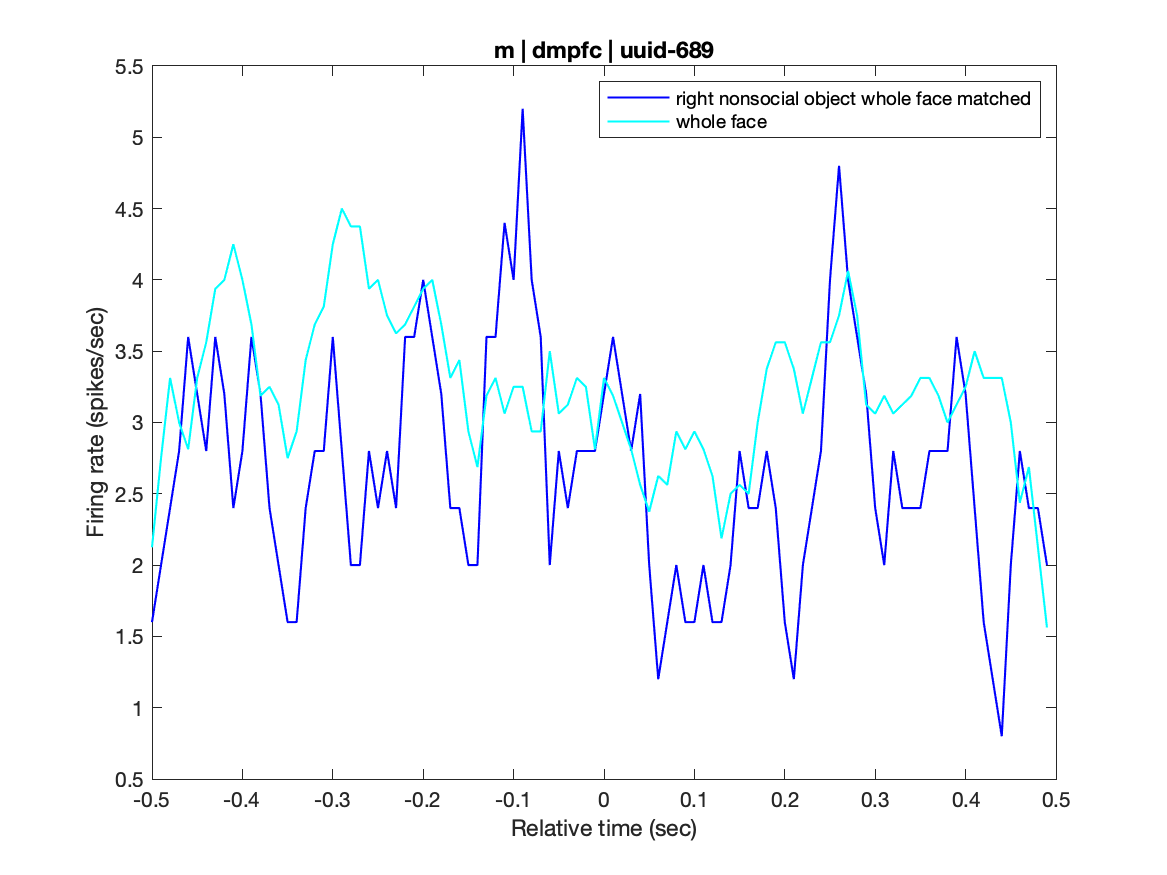 m | dmpfc | uuid-689
5.5
5
4.5
4
3.5
3
2.5
2
1.5
1
0.5
Firing rate (spikes/sec)
right nonsocial object whole face matched
whole face
-0.5 -0.4 -0.3 -0.2 -0.1 0 0.1 0.2 0.3 0.4 0.5
Relative time (sec)